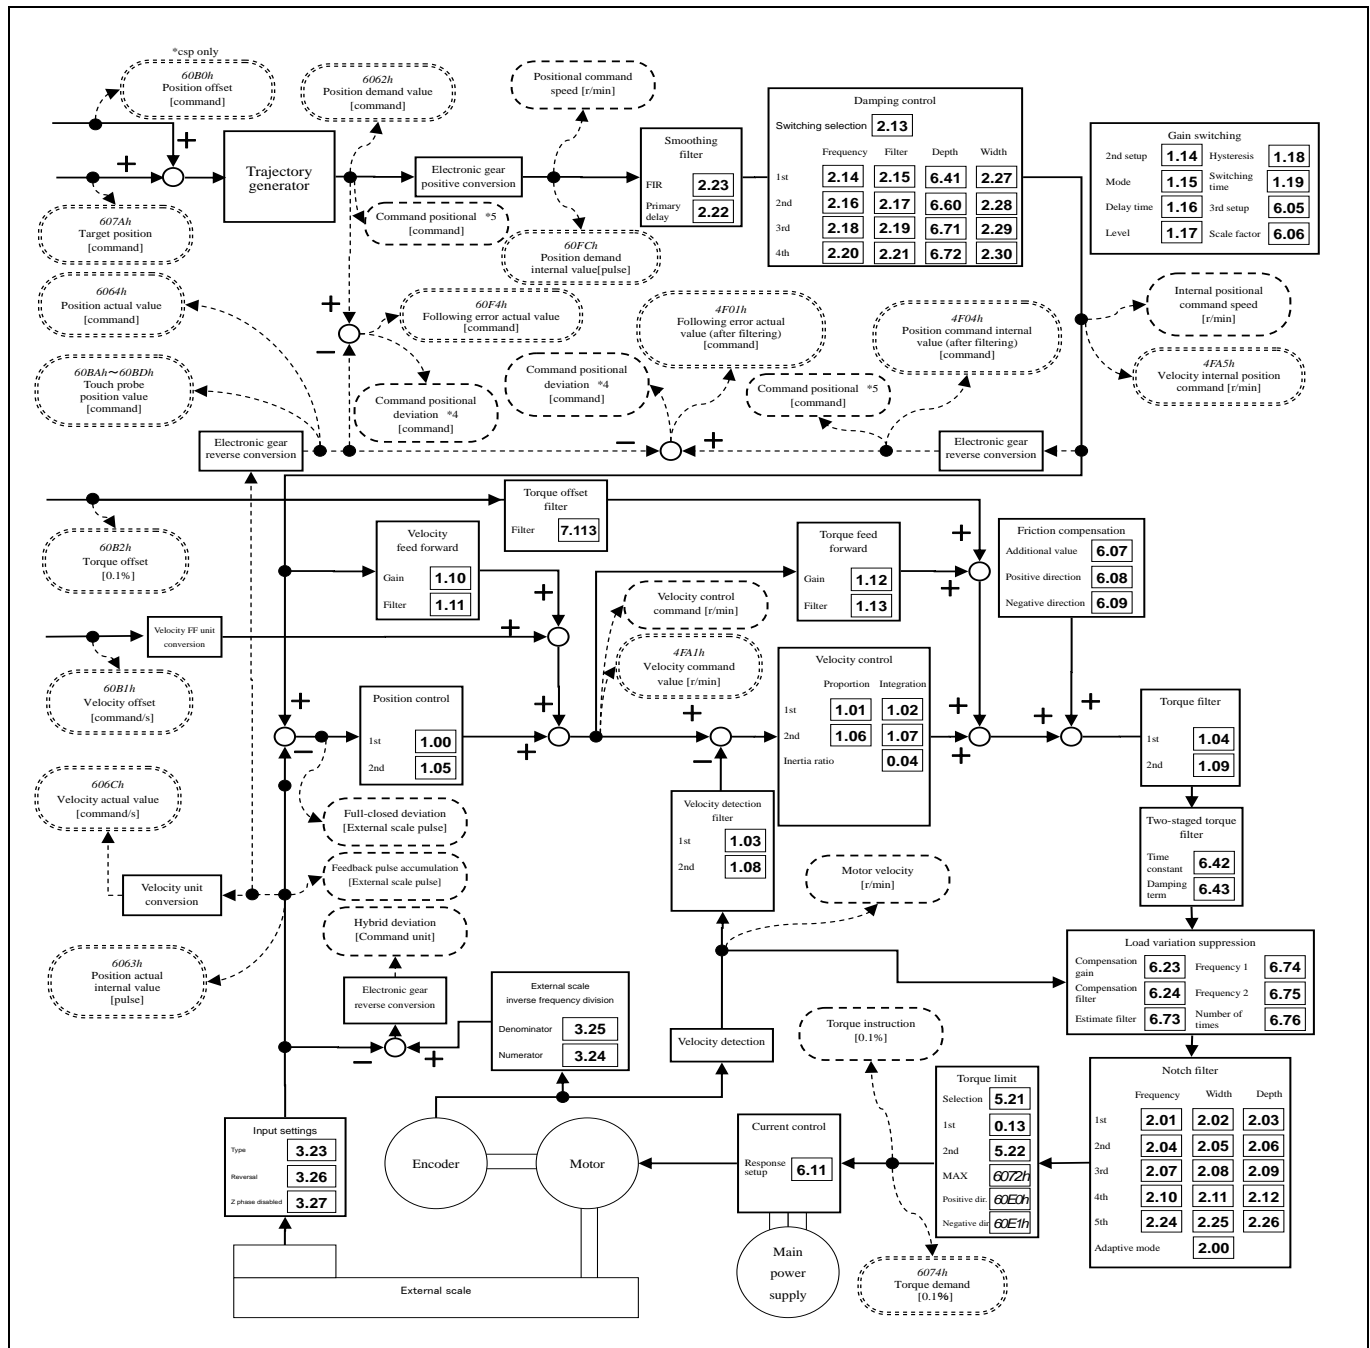 *csp only
60B0h
Position offset
[command]
6062h
Position demand value
[command]
Positional command
speed [r/min]
Damping control
Switching selection 2.13
Frequency Filter Depth Width
1st 2.14 2.15 6.41 2.27
2nd 2.16 2.17 6.60 2.28
3rd 2.18 2.19 6.71 2.29
4th 2.20 2.21 6.72 2.30
Gain switching
2nd setup 1.14 Hysteresis 1.18
Mode 1.15 Switching
time 1.19
Delay time 1.16 3rd setup 6.05
Level 1.17 Scale factor 6.06
+
+
Trajectory
generator
Electronic gear
positive conversion
Smoothing
filter
FIR 2.23
Primary
delay 2.22
607Ah
Target position
[command]
Command positional *5
[command]
60FCh
Position demand
internal value[pulse]
6064h
Position actual value
[command]
+
−
60F4h
Following error actual value
[command]
4F01h
Following error actual
value (after filtering)
[command]
4F04h
Position command internal
value (after filtering)
[command]
Internal positional
command speed
[r/min]
4FA5h
Velocity internal position
command [r/min]
60BAh～60BDh
Touch probe
position value
[command]
Command positional
deviation *4
[command]
Command positional
deviation *4
[command]
Command positional *5
[command]
Electronic gear
reverse conversion
−
+
Electronic gear
reverse conversion
Torque offset
filter
Filter 7.113
60B2h
Torque offset
[0.1%]
Velocity
feed forward
Gain 1.10
Filter 1.11
+
Torque feed
forward
Gain 1.12
Filter 1.13
+
+
Friction compensation
Additional value 6.07
Positive direction 6.08
Negative direction 6.09
Velocity control
command [r/min]
Velocity FF unit
conversion
+
4FA1h
Velocity command
value [r/min]
60B1h
Velocity offset
[command/s]
+
−
Position control
1st 1.00
2nd 1.05
+
+
+
−
Velocity control
Proportion Integration
1st 1.01 1.02
2nd 1.06 1.07
Inertia ratio 0.04
+
+
+
+
Torque filter
1st 1.04
2nd 1.09
606Ch
Velocity actual value
[command/s]
Full-closed deviation
[External scale pulse]
Velocity detection
filter
1st 1.03
2nd 1.08
Two-staged torque
filter
Time
constant 6.42
Damping
term 6.43
Velocity unit
conversion
Feedback pulse accumulation
[External scale pulse]
Motor velocity
[r/min]
Hybrid deviation
[Command unit]
6063h
Position actual
internal value
[pulse]
Load variation suppression
Compensation
gain 6.23 Frequency 1 6.74
Compensation
filter 6.24 Frequency 2 6.75
Estimate filter 6.73 Number of
times 6.76
Electronic gear
reverse conversion
External scale
inverse frequency division
Denominator 3.25
Numerator 3.24
−
+
Velocity detection
Torque instruction
[0.1%]
Notch filter
Frequency Width Depth
1st 2.01 2.02 2.03
2nd 2.04 2.05 2.06
3rd 2.07 2.08 2.09
4th 2.10 2.11 2.12
5th 2.24 2.25 2.26
Adaptive mode 2.00
Torque limit
Selection 5.21
1st 0.13
2nd 5.22
MAX 6072h
Positive dir. 60E0h
Negative dir 60E1h
Input settings
Type 3.23
Reversal 3.26
Z phase disabled 3.27
Encoder
Motor
Current control
Response
setup 6.11
Main
power
supply
6074h
Torque demand
[0.1%]
External scale